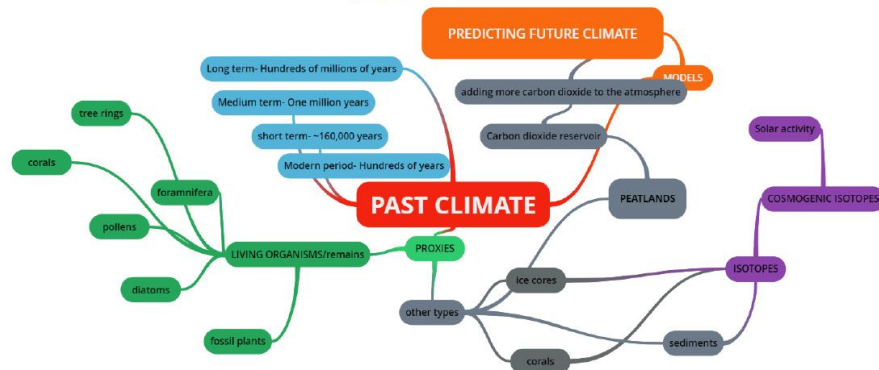 PREDICTING FUTURE CLIMATE
Long term- Hundreds of millions of years
MODELS
adding more carbon dioxide to the atmosphere
Medium term- One million years
tree rings
short term- ~160,000 years
Carbon dioxide reservoir
Solar activity
corals
Modern period- Hundreds of years
foramnifera
PAST CLIMATE
PEATLANDS
COSMOGENIC ISOTOPES
pollens
PROXIES
LIVING ORGANISMS/remains
ISOTOPES
ice cores
diatoms
other types
fossil plants
sediments
corals